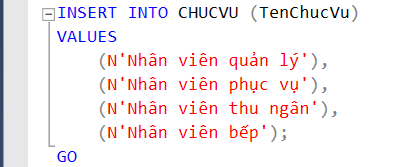 INSERT INTO CHUCVU (TenChucVu)
VALUES
(N'Nhân viên quản lý'),
(N'Nhân viên phục vụ'),
(N'Nhân viên thu ngân'),
(N'Nhân viên bếp');
GO